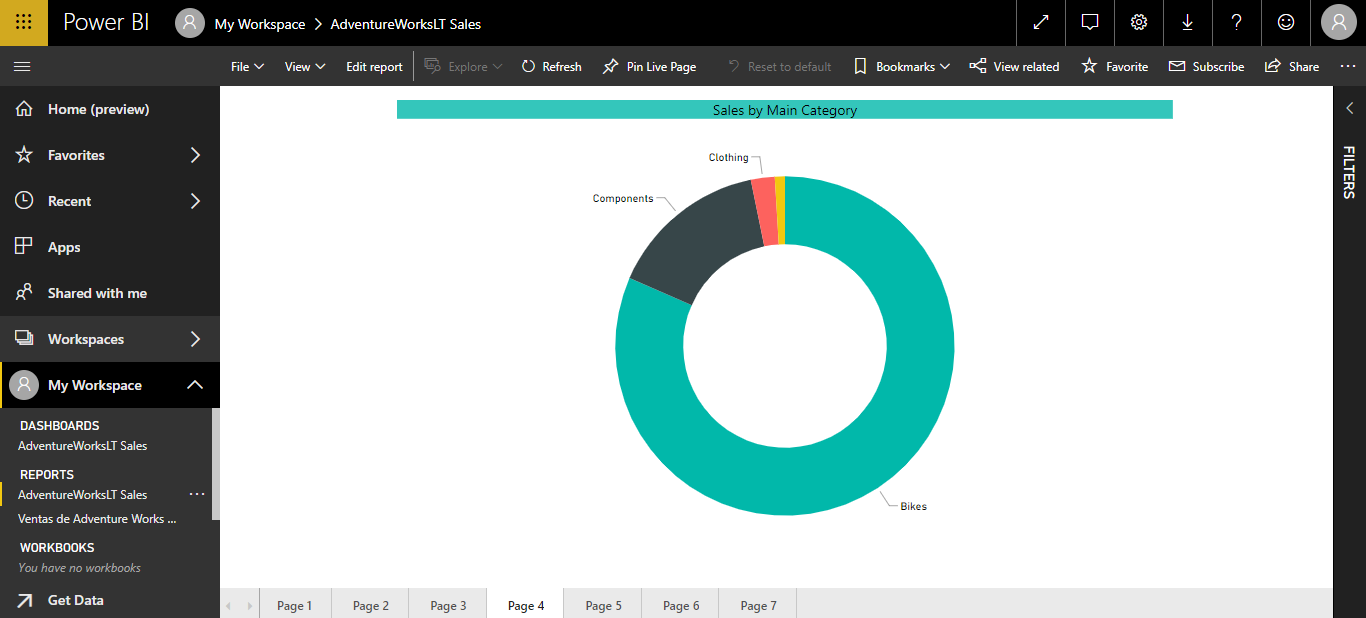 Power BI My Workspace > AdventureWorksLT Sales ?
File View Edit report Explore Refresh Pin Live Page Reset to default Bookmarks View related Favorite Subscribe Share ...
Home (preview)
Favorites
Recent
Apps
Shared with me
Workspaces
My Workspace
DASHBOARDS
AdventureWorksLT Sales
REPORTS
AdventureWorksLT Sales ...
Ventas de Adventure Works ...
WORKBOOKS
You have no workbooks
Get Data
Sales by Main Category
Clothing
Components
Bikes
FILTERS
Page 1 Page 2 Page 3 Page 4 Page 5 Page 6 Page 7